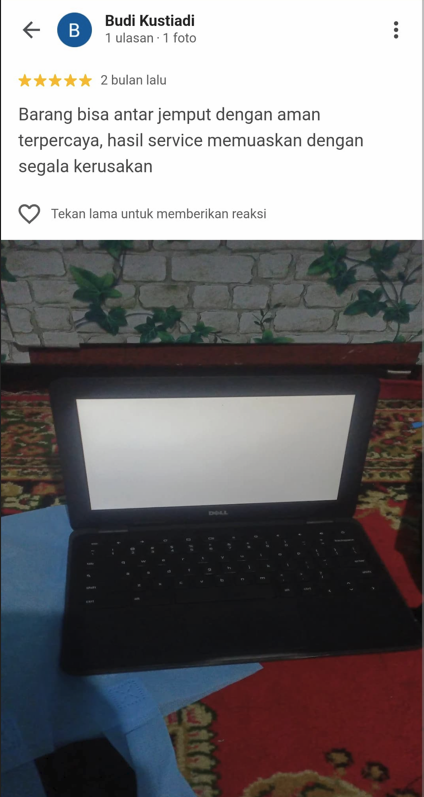 B
Budi Kustiadi
1 ulasan · 1 foto
2 bulan lalu
Barang bisa antar jemput dengan aman
terpercaya, hasil service memuaskan dengan
segala kerusakan
Tekan lama untuk memberikan reaksi
DELL